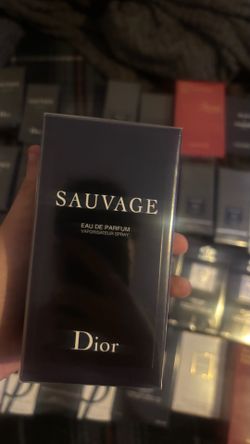 SAUVAGE
EAU DE PARFUM
VAPORISATEUR SPRAY
Dior